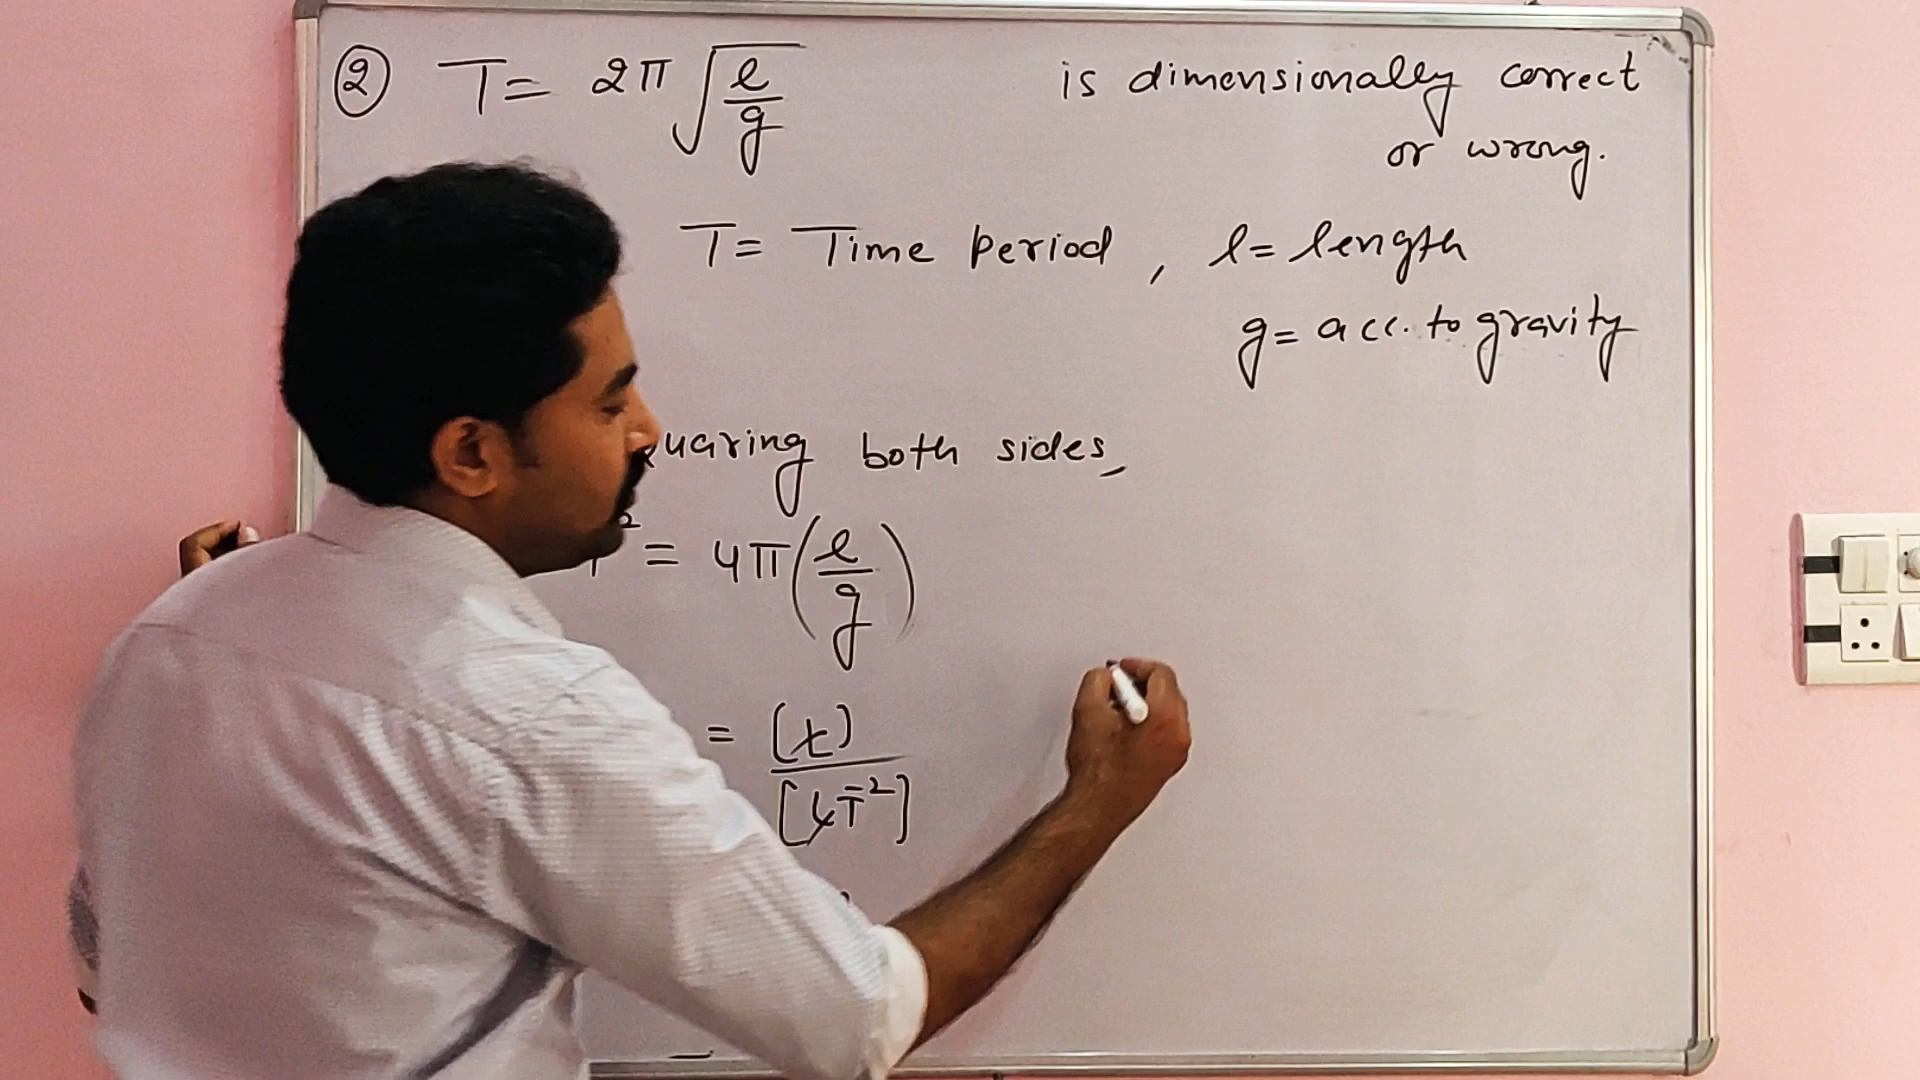 ② T = 2π √(l/g) is dimensionally correct
or wrong.
T = Time Period, l = length
g = acc. to gravity
quaring both sides,
T² = 4π (l/g)
= [L] / [LT̄²]